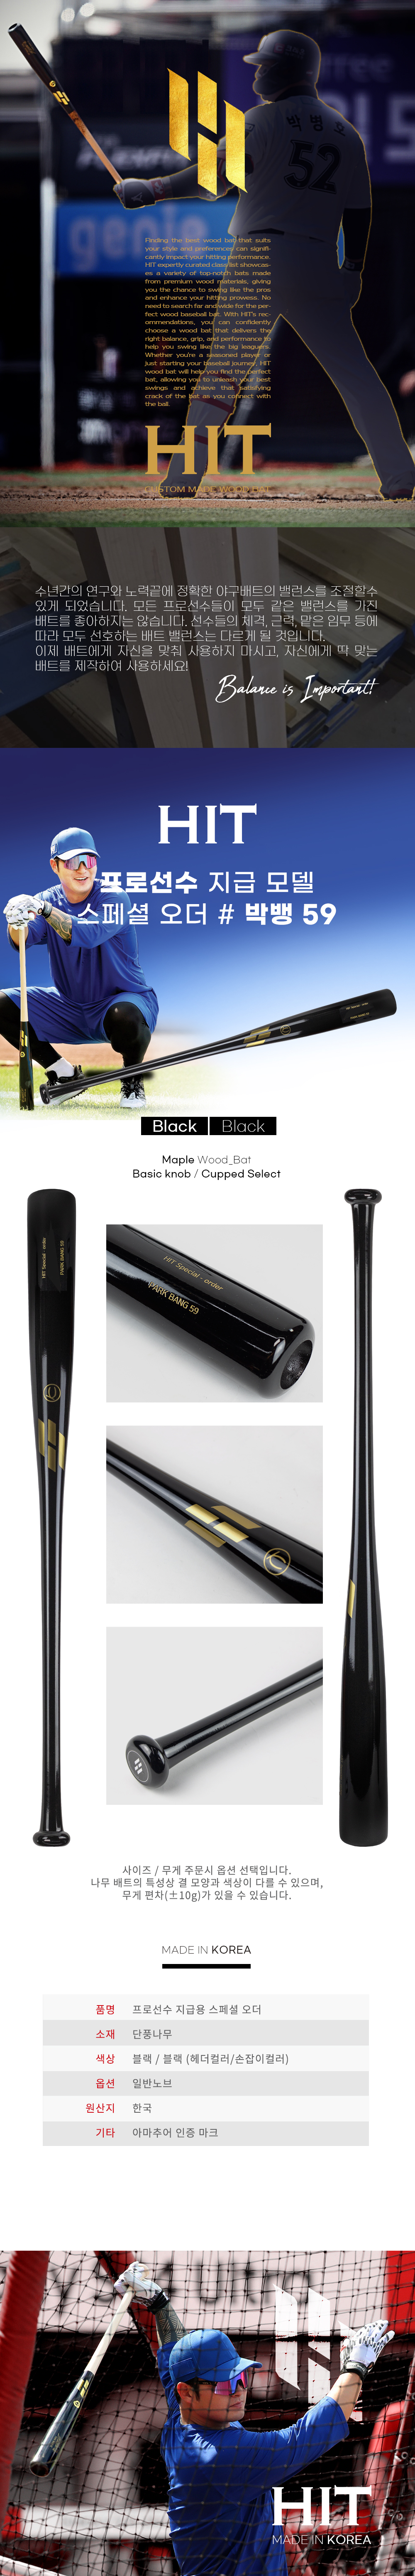 박병호
52
Finding the best wood bat that suits
your style and preferences can signifi-
cantly impact your hitting performance.
HIT expertly curated class list showcas-
es a variety of top-notch bats made
from premium wood materials, giving
you the chance to swing like the pros
and enhance your hitting prowess. No
need to search far and wide for the per-
fect wood baseball bat. With HIT's rec-
ommendations, you can confidently
choose a wood bat that delivers the
right balance, grip, and performance to
help you swing like the big leaguers.
Whether you're a seasoned player or
just starting your baseball journey, HIT
wood bat will help you find the perfect
bat, allowing you to unleash your best
swings and achieve that satisfying
crack of the bat as you connect with
the ball.
HIT
CUSTOM MADE WOOD BAT
수년간의 연구와 노력끝에 정확한 야구배트의 밸런스를 조절할수
있게 되었습니다. 모든 프로선수들이 모두 같은 밸런스를 가진
배트를 좋아하지는 않습니다. 선수들의 체격, 근력, 맡은 임무 등에
따라 모두 선호하는 배트 밸런스는 다르게 될 것입니다.
이제 배트에게 자신을 맞춰 사용하지 마시고, 자신에게 딱 맞는
배트를 제작하여 사용하세요!
Balance is Important!
HIT
프로선수 지급 모델
스페셜 오더 # 박뱅 59
Black Black
Maple Wood_Bat
Basic knob / Cupped Select
HIT Special - order
PARK BANG 59
HIT Special - order
PARK BANG 59
사이즈 / 무게 주문시 옵션 선택입니다.
나무 배트의 특성상 결 모양과 색상이 다를 수 있으며,
무게 편차(±10g)가 있을 수 있습니다.
MADE IN KOREA
품명 프로선수 지급용 스페셜 오더
소재 단풍나무
색상 블랙 / 블랙 (헤더컬러/손잡이컬러)
옵션 일반노브
원산지 한국
기타 아마추어 인증 마크
HIT
MADE IN KOREA